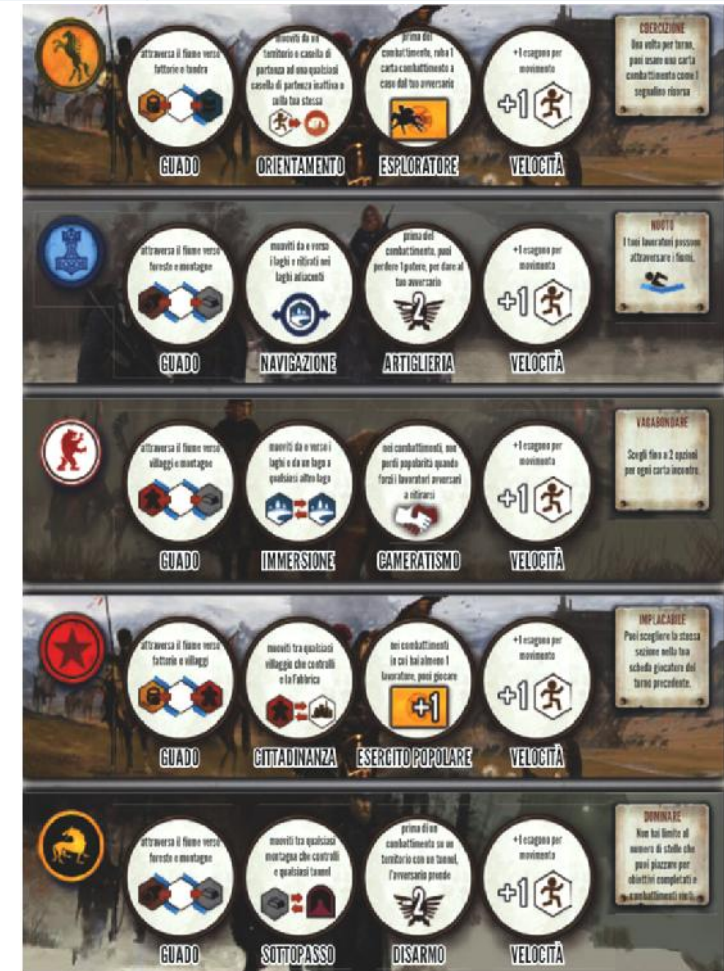 attraversa il fiume verso
fattorie e tundra
GUADO
muoviti da un
territorio o casella di
partenza ad una qualsiasi
casella di partenza inattiva o
sulla tua stessa
ORIENTAMENTO
prima del
combattimento, ruba 1
carta combattimento a
caso dal tuo avversario
ESPLORATORE
+1 esagono per
movimento
+1
VELOCITÀ
COERCIZIONE
Una volta per turno,
puoi usare una carta
combattimento come 1
segnalino risorsa
attraversa il fiume verso
foreste e montagne
GUADO
muoviti da e verso
i laghi e ritirati nei
laghi adiacenti
NAVIGAZIONE
prima del
combattimento, puoi
perdere 1 potere, per dare al
tuo avversario
2
ARTIGLIERIA
+1 esagono per
movimento
+1
VELOCITÀ
NUOTO
I tuoi lavoratori possono
attraversare i fiumi.
attraversa il fiume verso
villaggi e montagne
GUADO
muoviti da e verso i
laghi e da un lago a
qualsiasi altro lago
IMMERSIONE
nei combattimenti, non
perdi popolarità quando
forzi i lavoratori avversari
a ritirarsi
CAMERATISMO
+1 esagono per
movimento
+1
VELOCITÀ
VAGABONDARE
Scegli fino a 2 opzioni
per ogni carta incontro.
attraversa il fiume verso
fattorie e villaggi
GUADO
muoviti tra qualsiasi
villaggio che controlli
e la Fabbrica
CITTADINANZA
nei combattimenti
in cui hai almeno 1
lavoratore, puoi giocare
+1
ESERCITO POPOLARE
+1 esagono per
movimento
+1
VELOCITÀ
IMPLACABILE
Puoi scegliere la stessa
sezione nella tua
scheda giocatore del
turno precedente.
attraversa il fiume verso
foreste e montagne
GUADO
muoviti tra qualsiasi
montagna che controlli
e qualsiasi tunnel
SOTTOPASSO
prima di un
combattimento su un
territorio con un tunnel,
l'avversario perde
2
DISARMO
+1 esagono per
movimento
+1
VELOCITÀ
DOMINARE
Non hai limite al
numero di stelle che
puoi piazzare per
obiettivi completati e
combattimenti vinti.